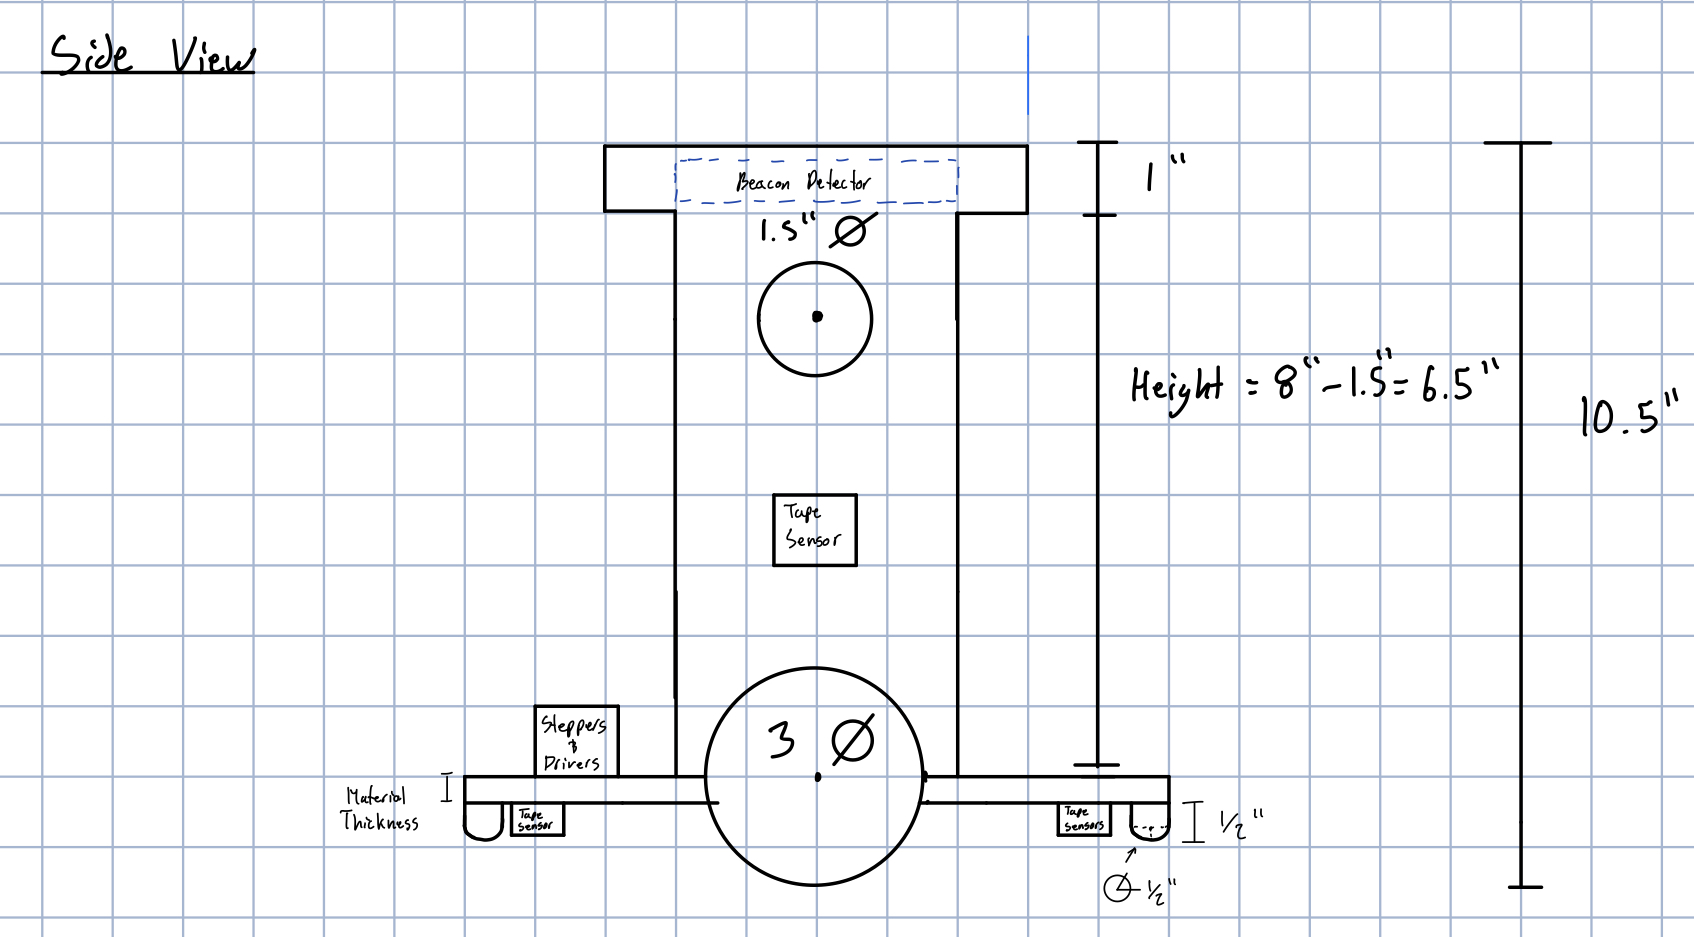 Side View
Beacon Detector
1"
1.5" Ø
Height = 8" - 1.5" = 6.5"
10.5"
Tape
Sensor
Steppers
&
Drivers
3 Ø
Material
Thickness
Tape
Sensor
Tape
Sensors
1/2"
1/2"